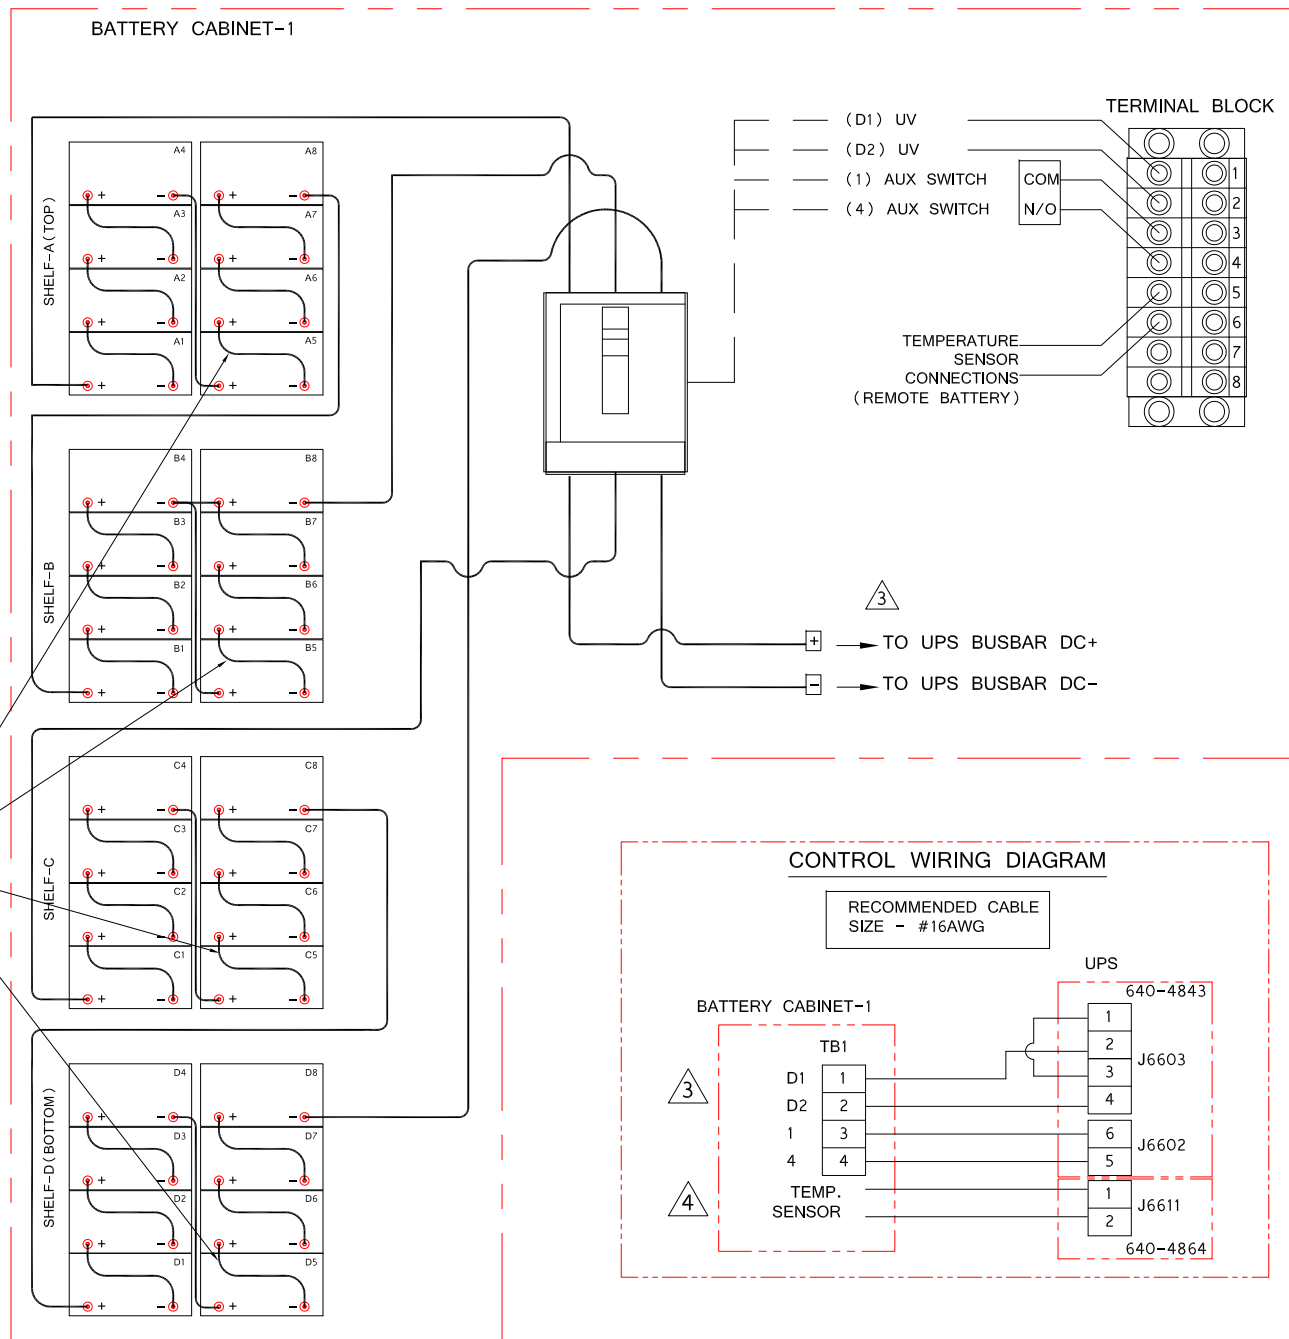 BATTERY CABINET-1
SHELF-A(TOP)
A4
A8
+ - + -
A3
A7
+ - + -
A2
A6
+ - + -
A1
A5
+ - + -
SHELF-B
B4
B8
+ - + -
B3
B7
+ - + -
B2
B6
+ - + -
B1
B5
+ - + -
SHELF-C
C4
C8
+ - + -
C3
C7
+ - + -
C2
C6
+ - + -
C1
C5
+ - + -
SHELF-D(BOTTOM)
D4
D8
+ - + -
D3
D7
+ - + -
D2
D6
+ - + -
D1
D5
+ - + -
TERMINAL BLOCK
(D1) UV
(D2) UV
(1) AUX SWITCH
COM
(4) AUX SWITCH
N/O
1
2
3
4
5
6
7
8
TEMPERATURE
SENSOR
CONNECTIONS
(REMOTE BATTERY)
3
+ TO UPS BUSBAR DC+
- TO UPS BUSBAR DC-
CONTROL WIRING DIAGRAM
RECOMMENDED CABLE
SIZE - #16AWG
UPS
640-4843
BATTERY CABINET-1
TB1
3
D1 1
D2 2
1 3
4 4
4
TEMP.
SENSOR
1
2
3
4
J6603
6
5
J6602
1
2
J6611
640-4864